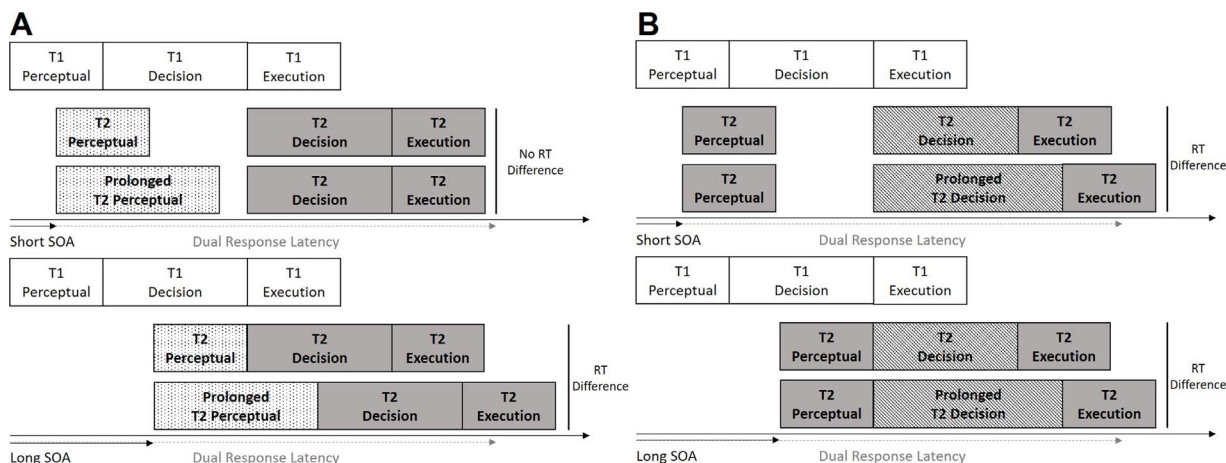 A
T1
Perceptual
T1
Decision
T1
Execution
T2
Perceptual
T2
Decision
T2
Execution
Prolonged
T2 Perceptual
T2
Decision
T2
Execution
No RT
Difference
Short SOA
Dual Response Latency
T1
Perceptual
T1
Decision
T1
Execution
T2
Perceptual
T2
Decision
T2
Execution
Prolonged
T2 Perceptual
T2
Decision
T2
Execution
RT
Difference
Long SOA
Dual Response Latency
B
T1
Perceptual
T1
Decision
T1
Execution
T2
Perceptual
T2
Decision
T2
Execution
T2
Perceptual
Prolonged
T2 Decision
T2
Execution
RT
Difference
Short SOA
Dual Response Latency
T1
Perceptual
T1
Decision
T1
Execution
T2
Perceptual
T2
Decision
T2
Execution
T2
Perceptual
Prolonged
T2 Decision
T2
Execution
RT
Difference
Long SOA
Dual Response Latency